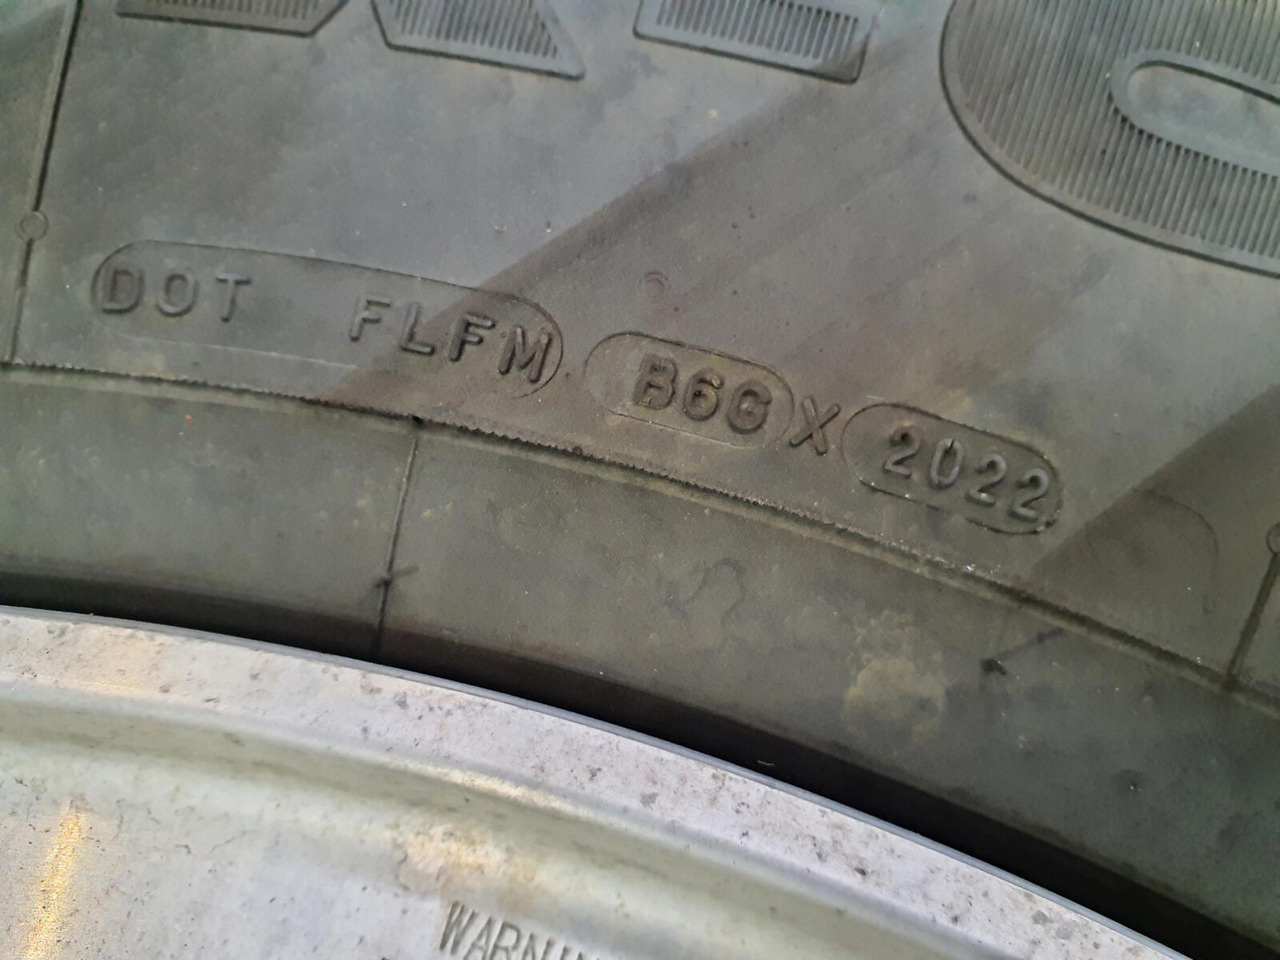 DOT FLFM B6G X 2022